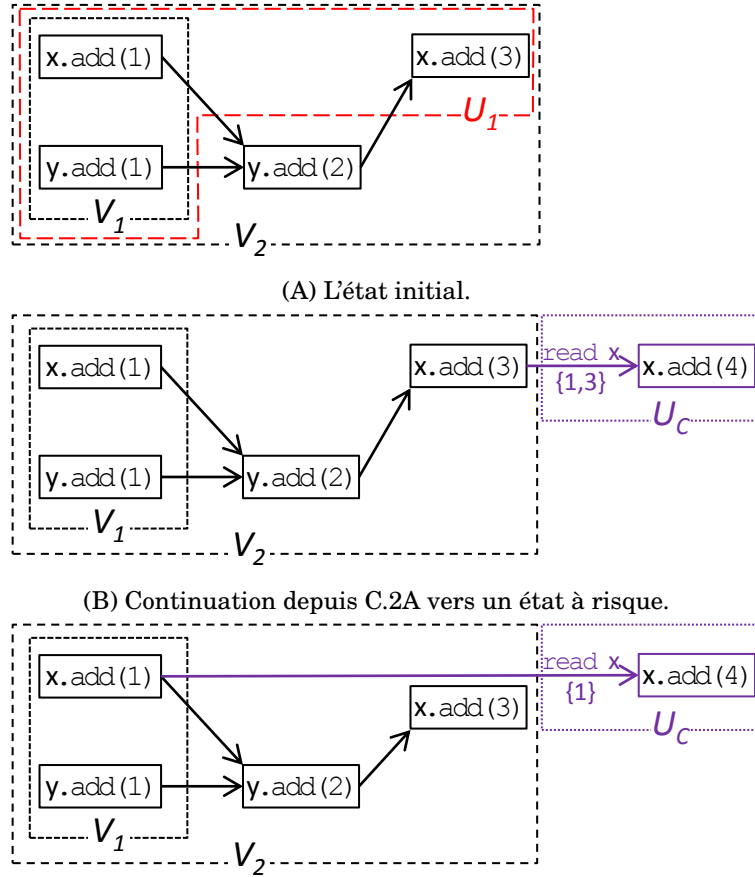 x.add(1)
x.add(3)
U1
y.add(1)
y.add(2)
V1
V2
(A) L'état initial.
x.add(1)
x.add(3)
read x
{1,3}
x.add(4)
UC
y.add(1)
y.add(2)
V1
V2
(B) Continuation depuis C.2A vers un état à risque.
x.add(1)
read x
{1}
x.add(4)
x.add(3)
UC
y.add(1)
y.add(2)
V1
V2